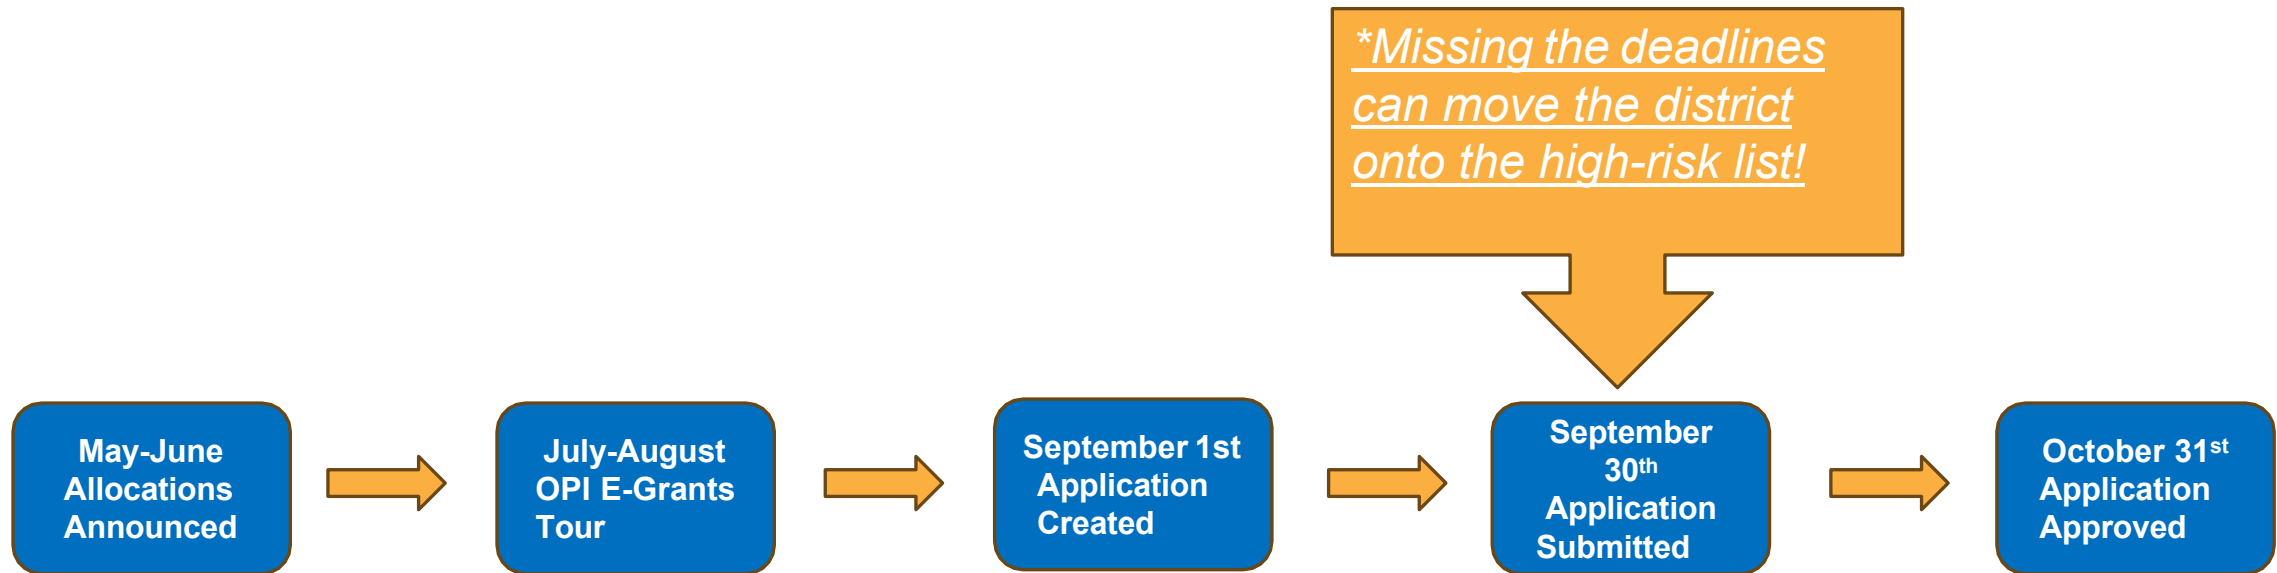 *Missing the deadlines
can move the district
onto the high-risk list!
May-June
Allocations
Announced
July-August
OPI E-Grants
Tour
September 1st
Application
Created
September
30th
Application
Submitted
October 31st
Application
Approved